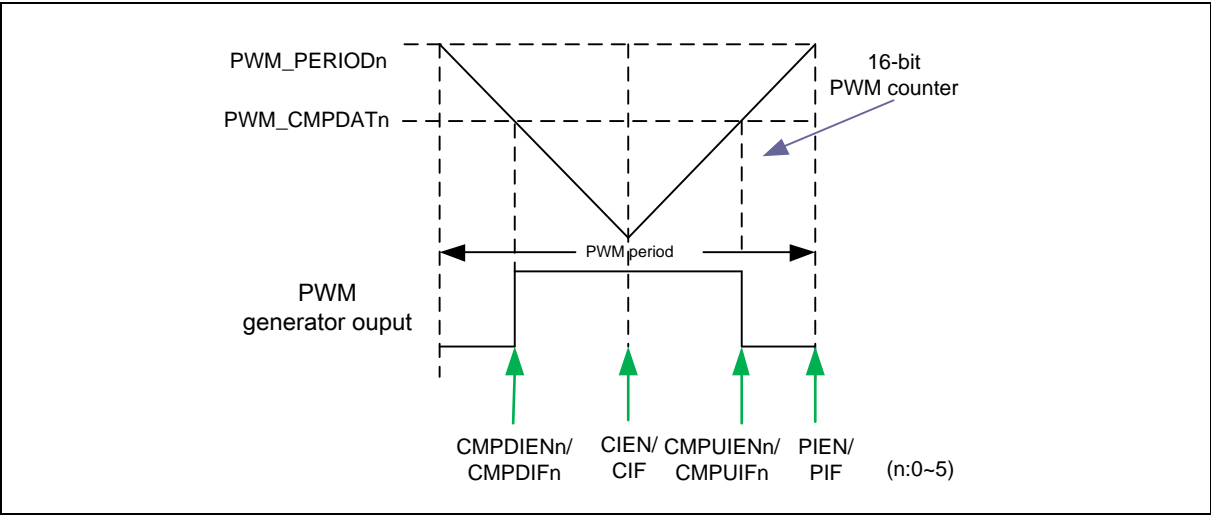 PWM_PERIODn
16-bit
PWM counter
PWM_CMPDATn
PWM period
PWM
generator ouput
CMPDIENn/
CMPDIFn
CIEN/
CIF
CMPUIENn/
CMPUIFn
PIEN/
PIF
(n:0~5)